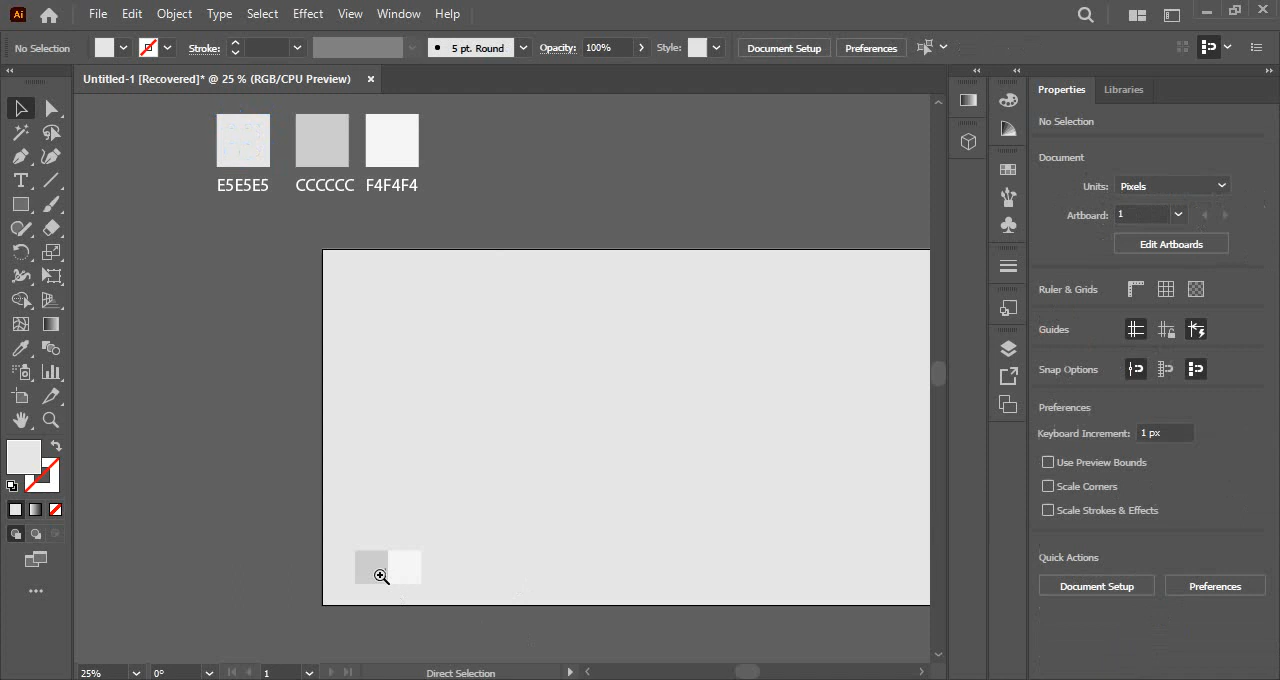 Ai File Edit Object Type Select Effect View Window Help
No Selection Stroke: 5 pt. Round Opacity: 100% Style: Document Setup Preferences
Untitled-1 [Recovered]* @ 25 % (RGB/CPU Preview) ×
E5E5E5 CCCCCC F4F4F4
Properties Libraries
No Selection
Document
Units: Pixels
Artboard: 1
Edit Artboards
Ruler & Grids
Guides
Snap Options
Preferences
Keyboard Increment: 1 px
Use Preview Bounds
Scale Corners
Scale Strokes & Effects
Quick Actions
Document Setup Preferences
25% 0° 1 Direct Selection